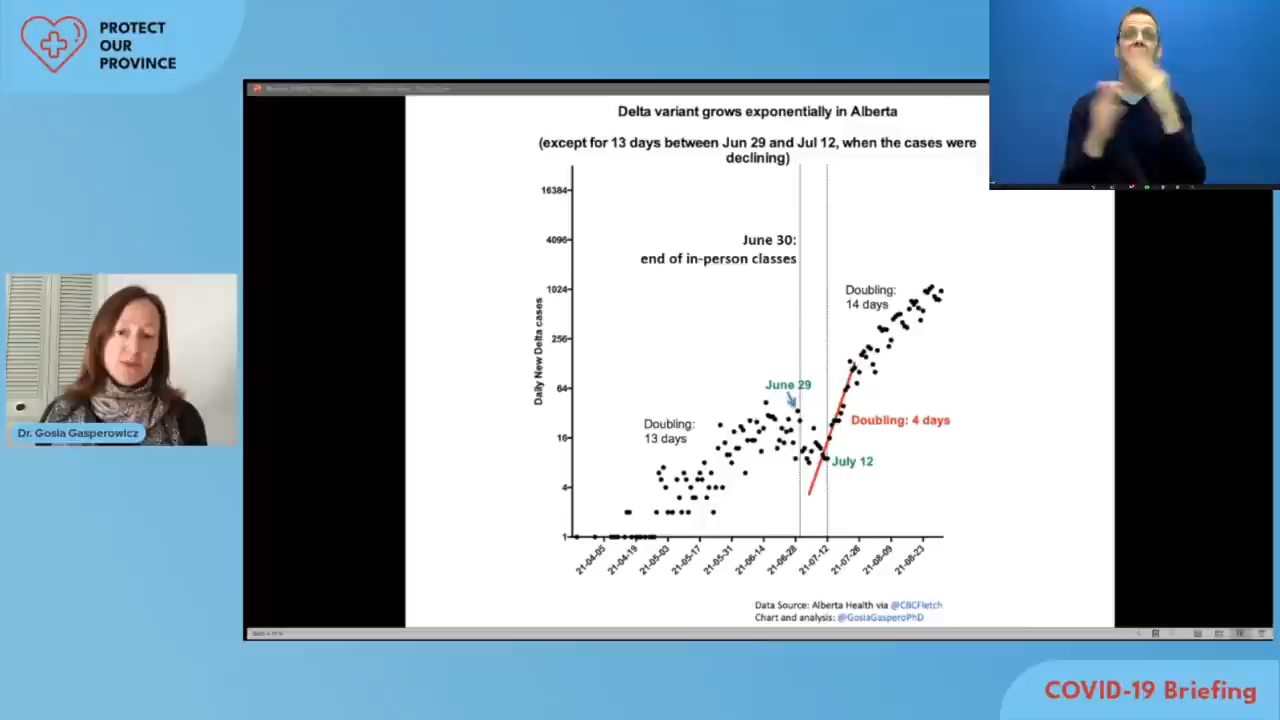 PROTECT
OUR
PROVINCE
Delta variant grows exponentially in Alberta
(except for 13 days between Jun 29 and Jul 12, when the cases were
declining)
16384
4096
1024
256
64
16
4
1
Daily New Delta cases
June 30:
end of in-person classes
Doubling:
14 days
June 29
Doubling:
13 days
Doubling: 4 days
July 12
21-04-05
21-04-19
21-05-03
21-05-17
21-05-31
21-06-14
21-06-28
21-07-12
21-07-26
21-08-09
21-08-23
Data Source: Alberta Health via @CBCFletch
Chart and analysis: @GosiaGasperoPhD
Dr. Gosia Gasperowicz
COVID-19 Briefing